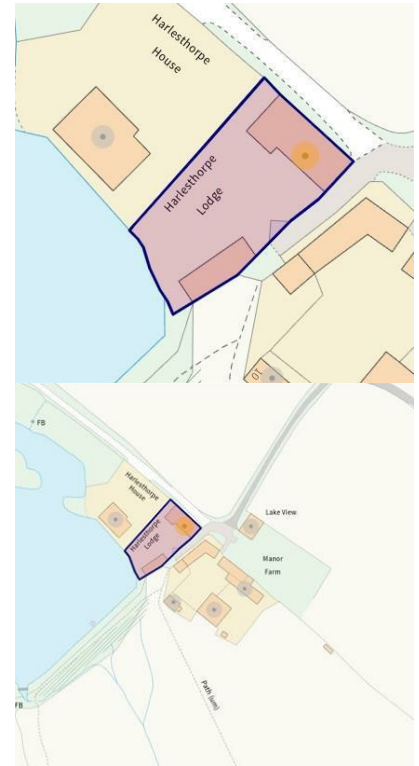 Harlesthorpe
House
Harlesthorpe
Lodge
10
FB
Harlesthorpe
House
Harlesthorpe
Lodge
Lake View
Manor
Farm
Path (um)
FB